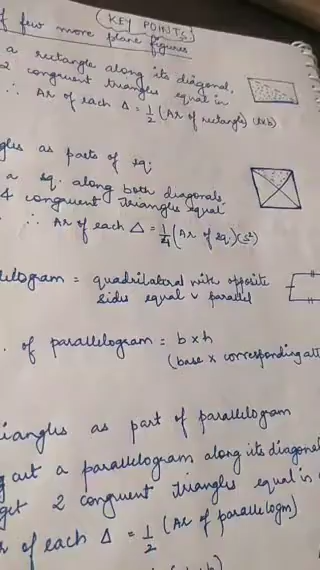 (KEY POINTS)
f few more plane figures
a rectangle along its diagonal,
2 congruent triangles equal in
∴ Ar of each Δ = 1/2 (Ar of rectangle) (l×b)
gles as parts of sq.
a sq. along both diagonals,
4 congruent triangles equal
∴ Ar of each Δ = 1/4 (Ar of sq.) (s²)
lelogram = quadrilateral with opposite
sides equal & parallel
of parallelogram = b × h
(base × corresponding alt
iangles as part of parallelogram
g cut a parallelogram along its diagonal
get 2 congruent triangles equal in
r of each Δ = 1/2 (Ar of parallelogm)